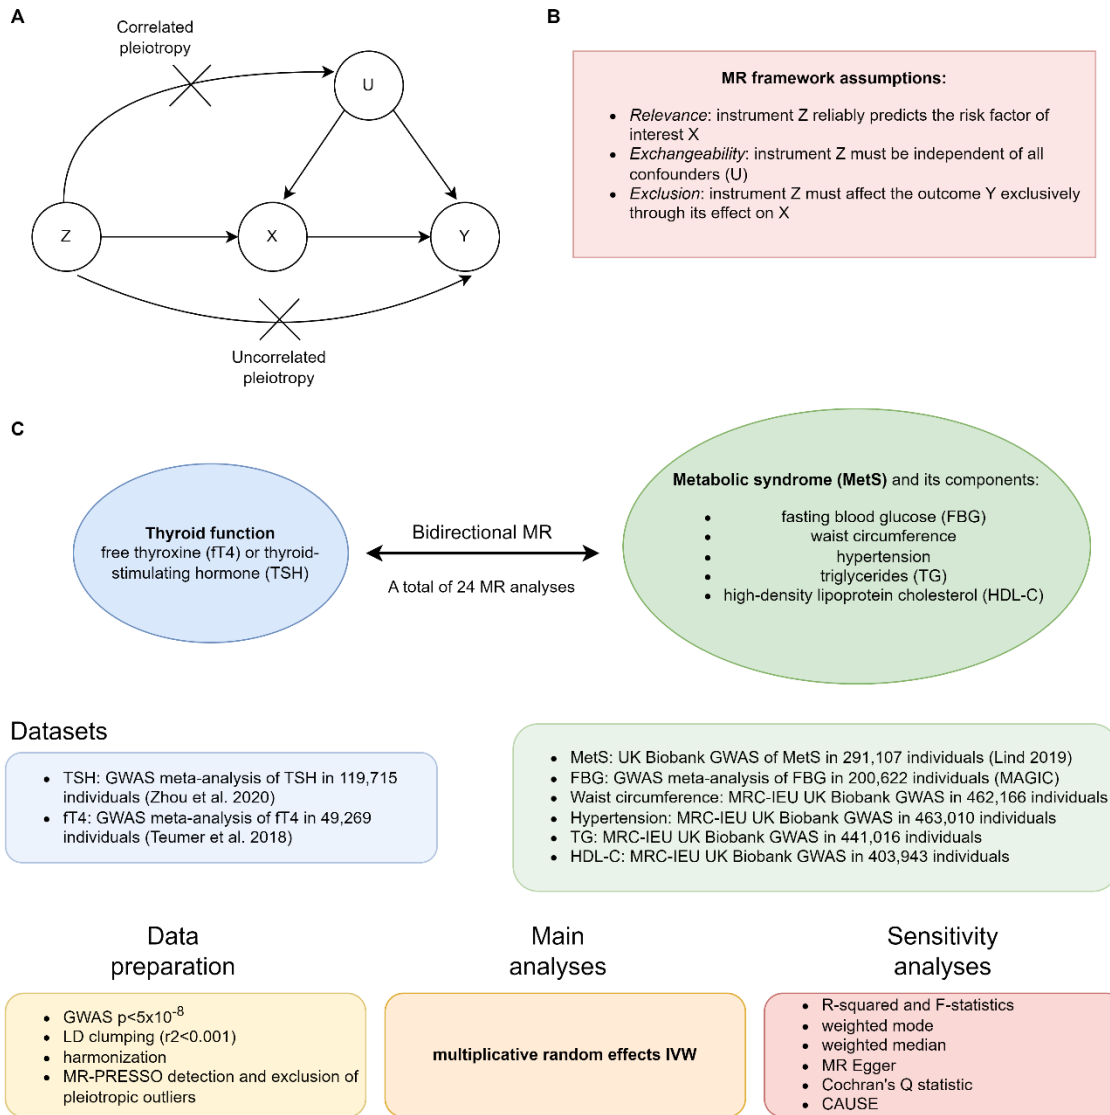 A
Correlated
pleiotropy
U
Z
X
Y
Uncorrelated
pleiotropy
B
MR framework assumptions:
• Relevance: instrument Z reliably predicts the risk factor of
interest X
• Exchangeability: instrument Z must be independent of all
confounders (U)
• Exclusion: instrument Z must affect the outcome Y exclusively
through its effect on X
C
Thyroid function
free thyroxine (fT4) or thyroid-
stimulating hormone (TSH)
Bidirectional MR
A total of 24 MR analyses
Metabolic syndrome (MetS) and its components:
• fasting blood glucose (FBG)
• waist circumference
• hypertension
• triglycerides (TG)
• high-density lipoprotein cholesterol (HDL-C)
Datasets
• TSH: GWAS meta-analysis of TSH in 119,715
individuals (Zhou et al. 2020)
• fT4: GWAS meta-analysis of fT4 in 49,269
individuals (Teumer et al. 2018)
• MetS: UK Biobank GWAS of MetS in 291,107 individuals (Lind 2019)
• FBG: GWAS meta-analysis of FBG in 200,622 individuals (MAGIC)
• Waist circumference: MRC-IEU UK Biobank GWAS in 462,166 individuals
• Hypertension: MRC-IEU UK Biobank GWAS in 463,010 individuals
• TG: MRC-IEU UK Biobank GWAS in 441,016 individuals
• HDL-C: MRC-IEU UK Biobank GWAS in 403,943 individuals
Data
preparation
• GWAS p<5x10-8
• LD clumping (r2<0.001)
• harmonization
• MR-PRESSO detection and exclusion of
pleiotropic outliers
Main
analyses
multiplicative random effects IVW
Sensitivity
analyses
• R-squared and F-statistics
• weighted mode
• weighted median
• MR Egger
• Cochran's Q statistic
• CAUSE